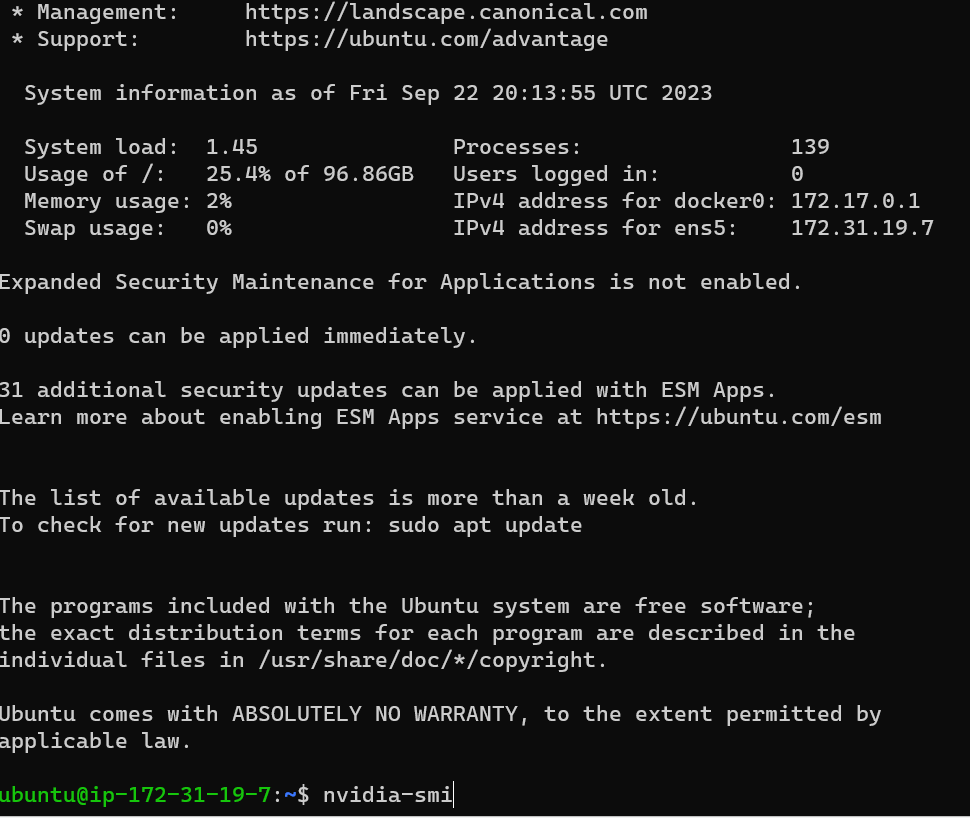 * Management:     https://landscape.canonical.com
* Support:        https://ubuntu.com/advantage
System information as of Fri Sep 22 20:13:55 UTC 2023
System load:  1.45               Processes:                139
Usage of /:   25.4% of 96.86GB   Users logged in:          0
Memory usage: 2%                 IPv4 address for docker0: 172.17.0.1
Swap usage:   0%                 IPv4 address for ens5:    172.31.19.7
Expanded Security Maintenance for Applications is not enabled.
0 updates can be applied immediately.
31 additional security updates can be applied with ESM Apps.
Learn more about enabling ESM Apps service at https://ubuntu.com/esm
The list of available updates is more than a week old.
To check for new updates run: sudo apt update
The programs included with the Ubuntu system are free software;
the exact distribution terms for each program are described in the
individual files in /usr/share/doc/*/copyright.
Ubuntu comes with ABSOLUTELY NO WARRANTY, to the extent permitted by
applicable law.
ubuntu@ip-172-31-19-7:~$ nvidia-smi